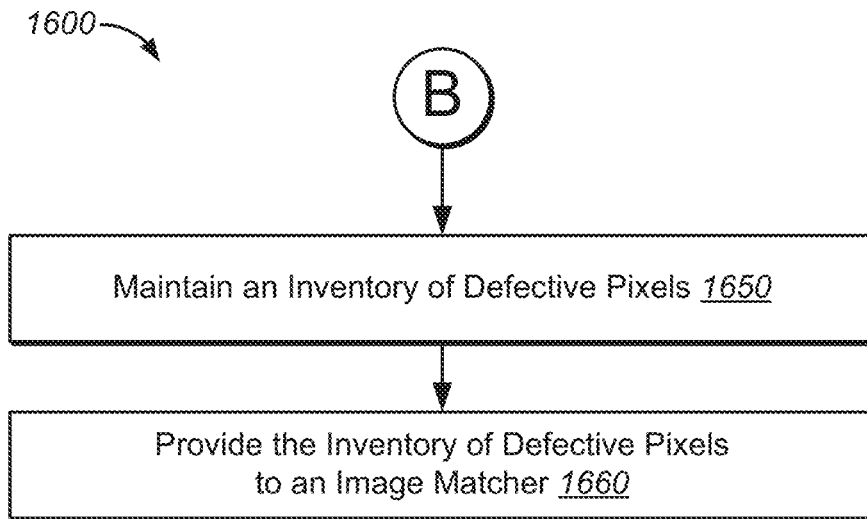 1600
B
Maintain an Inventory of Defective Pixels 1650
Provide the Inventory of Defective Pixels
to an Image Matcher 1660